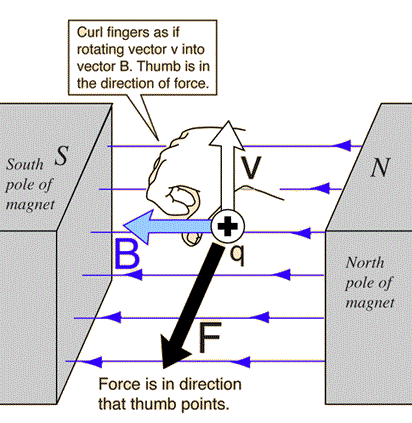 Curl fingers as if
rotating vector v into
vector B. Thumb is in
the direction of force.
South S
pole of
magnet
N
v
B
q
North
pole of
magnet
F
Force is in direction
that thumb points.